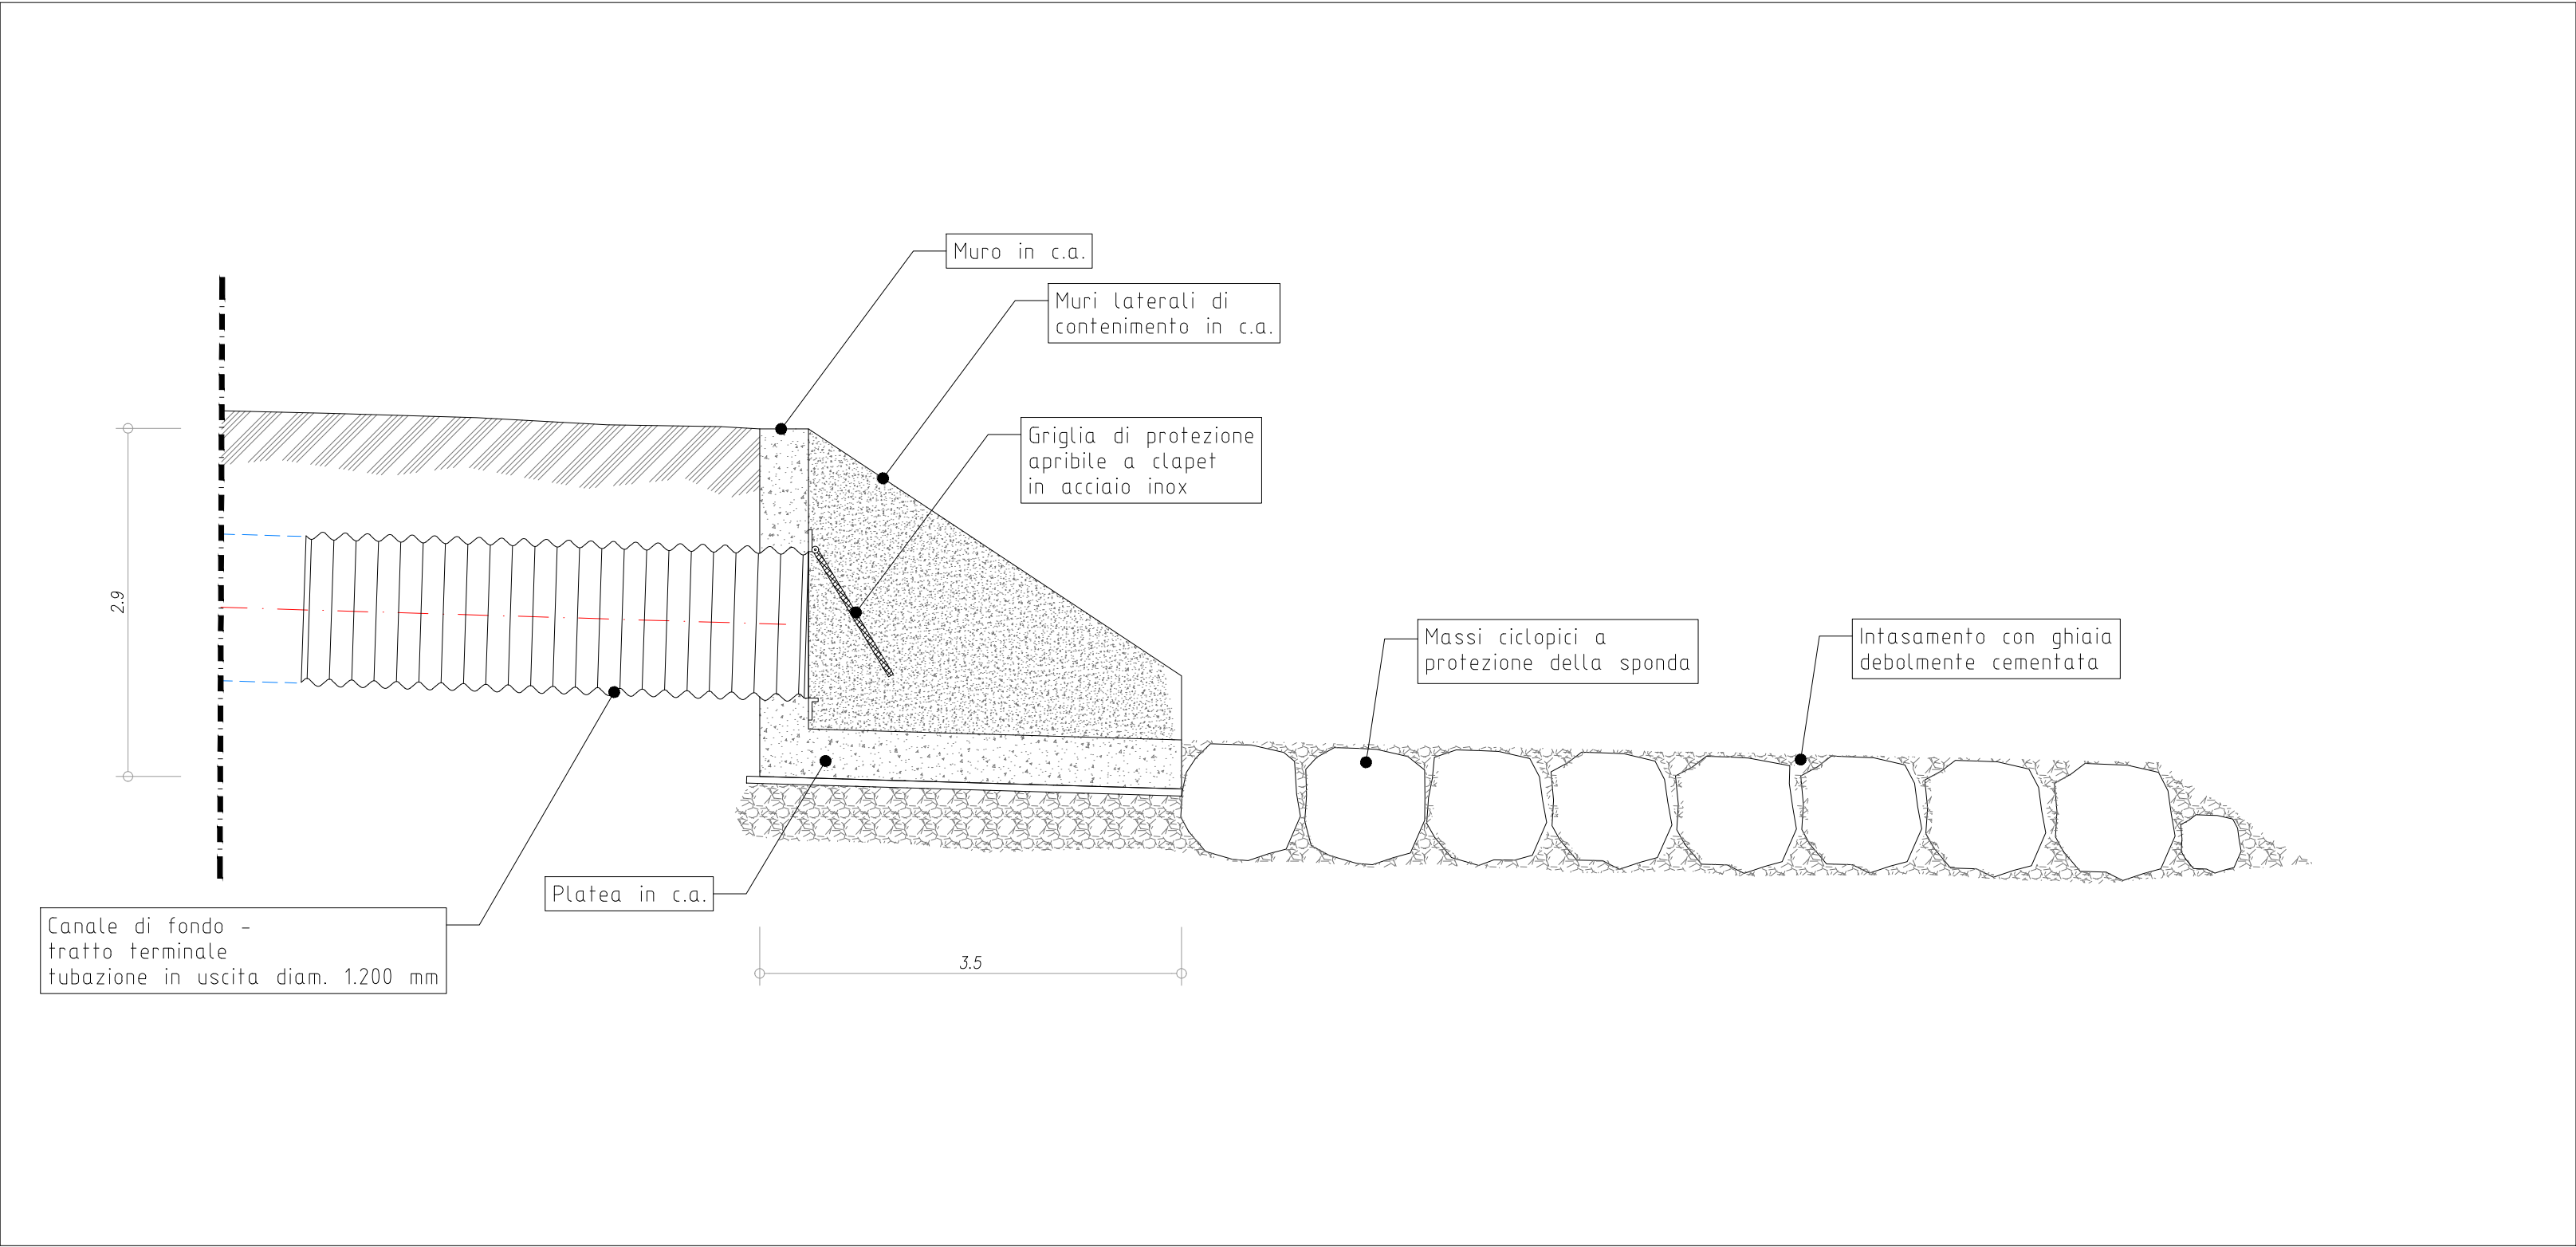 Muro in c.a.
Muri laterali di
contenimento in c.a.
Griglia di protezione
apribile a clapet
in acciaio inox
2.9
Massi ciclopici a
protezione della sponda
Intasamento con ghiaia
debolmente cementata
Platea in c.a.
Canale di fondo -
tratto terminale
tubazione in uscita diam. 1.200 mm
3.5